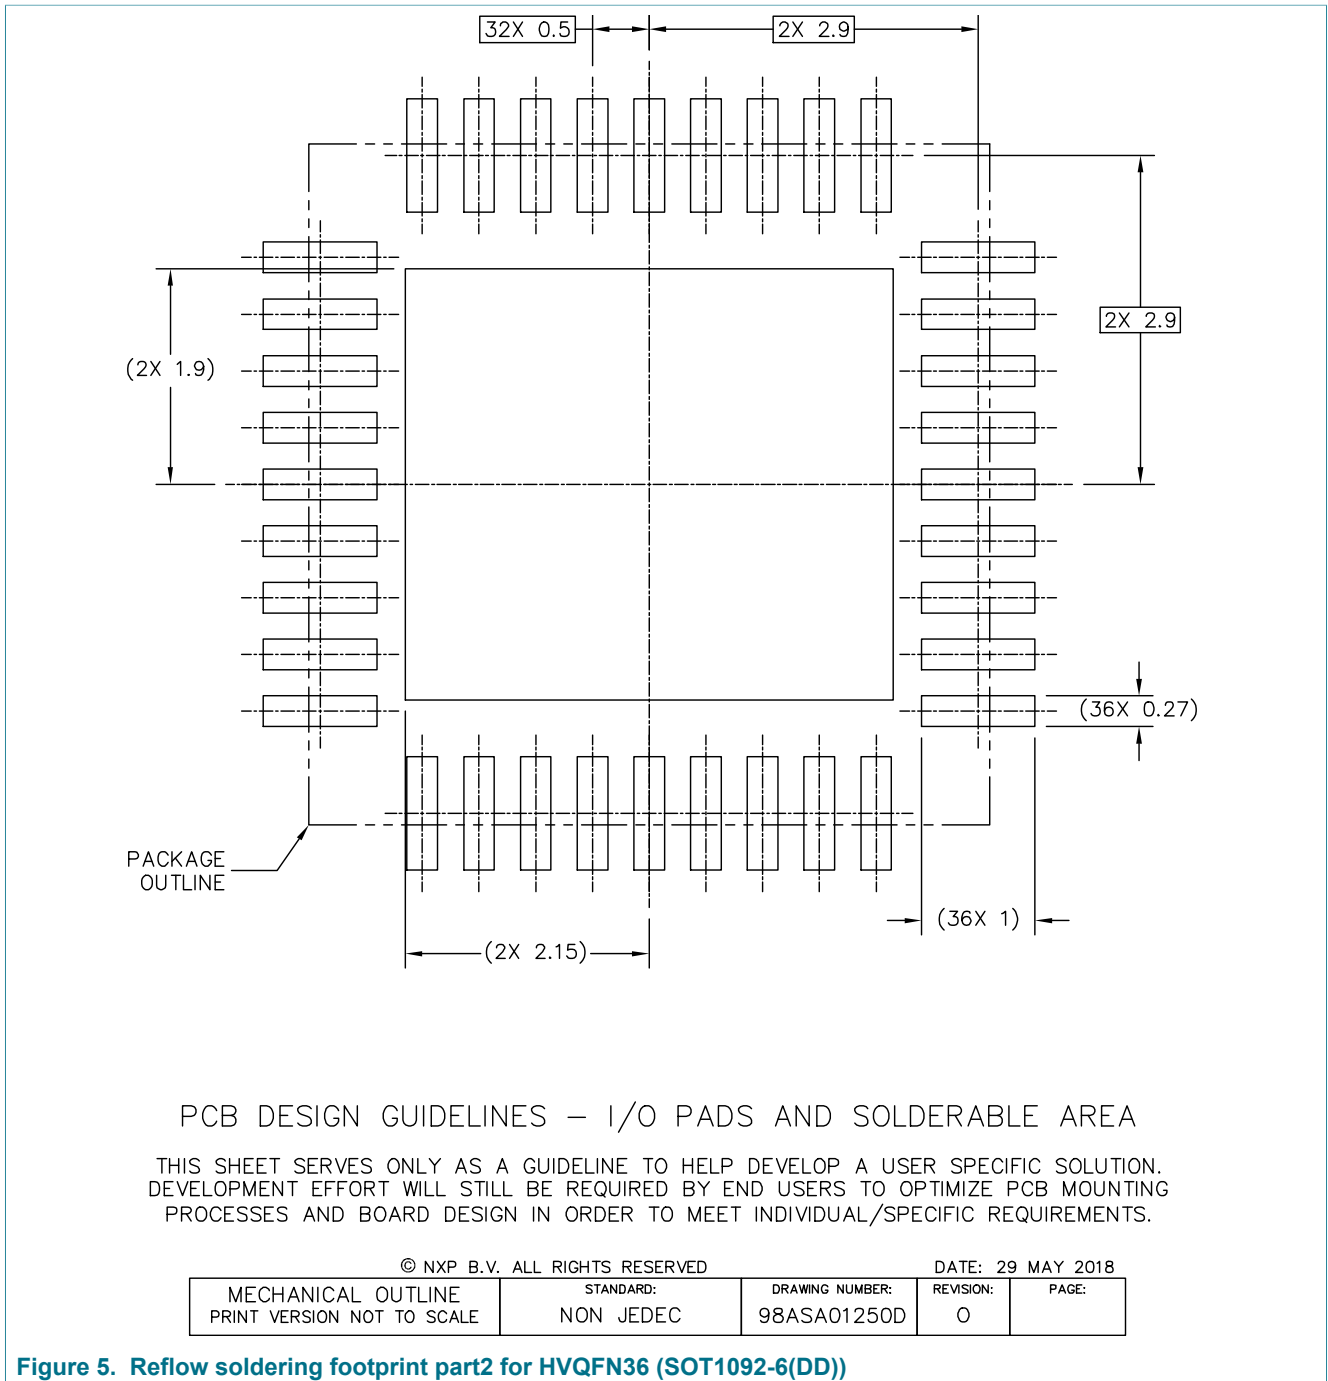 32X 0.5
2X 2.9
2X 2.9
(2X 1.9)
(36X 0.27)
PACKAGE
OUTLINE
(36X 1)
(2X 2.15)
PCB DESIGN GUIDELINES – I/O PADS AND SOLDERABLE AREA
THIS SHEET SERVES ONLY AS A GUIDELINE TO HELP DEVELOP A USER SPECIFIC SOLUTION.
DEVELOPMENT EFFORT WILL STILL BE REQUIRED BY END USERS TO OPTIMIZE PCB MOUNTING
PROCESSES AND BOARD DESIGN IN ORDER TO MEET INDIVIDUAL/SPECIFIC REQUIREMENTS.
© NXP B.V. ALL RIGHTS RESERVED
DATE: 29 MAY 2018
MECHANICAL OUTLINE
PRINT VERSION NOT TO SCALE
STANDARD:
NON JEDEC
DRAWING NUMBER:
98ASA01250D
REVISION:
O
PAGE:
Figure 5. Reflow soldering footprint part2 for HVQFN36 (SOT1092-6(DD))